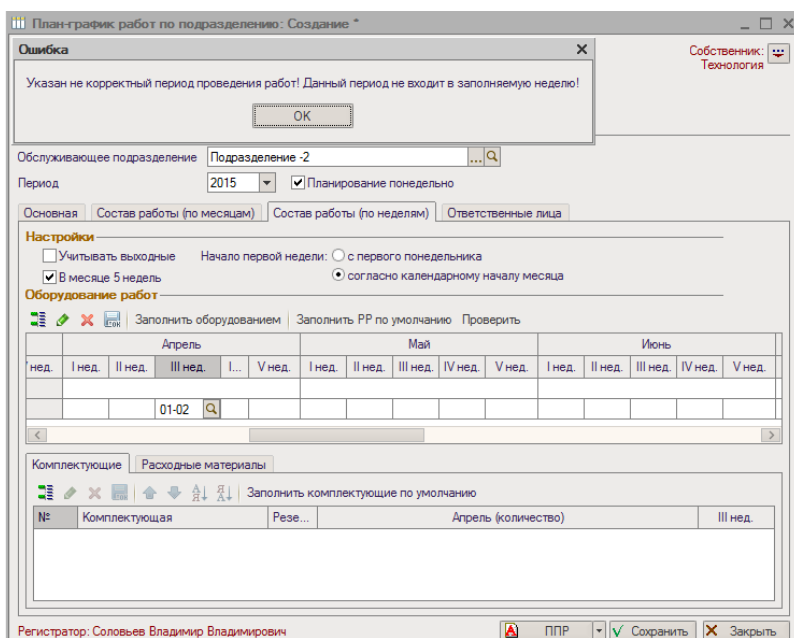 План-график работ по подразделению: Создание *
Ошибка
Указан не корректный период проведения работ! Данный период не входит в заполняемую неделю!
OK
Собственник:
Технология
Обслуживающее подразделение Подразделение -2 ...
Период 2015 Планирование понедельно
Основная Состав работы (по месяцам) Состав работы (по неделям) Ответственные лица
Настройки
Учитывать выходные Начало первой недели: с первого понедельника
В месяце 5 недель согласно календарному началу месяца
Оборудование работ
Заполнить оборудованием Заполнить РР по умолчанию Проверить
Апрель Май Июнь
нед. I нед. II нед. III нед. I... V нед. I нед. II нед. III нед. IV нед. V нед. I нед. II нед. III нед. IV нед. V нед.
01-02
Комплектующие Расходные материалы
Заполнить комплектующие по умолчанию
№ Комплектующая Резе... Апрель (количество) III нед.
Регистратор: Соловьев Владимир Владимирович ППР Сохранить Закрыть